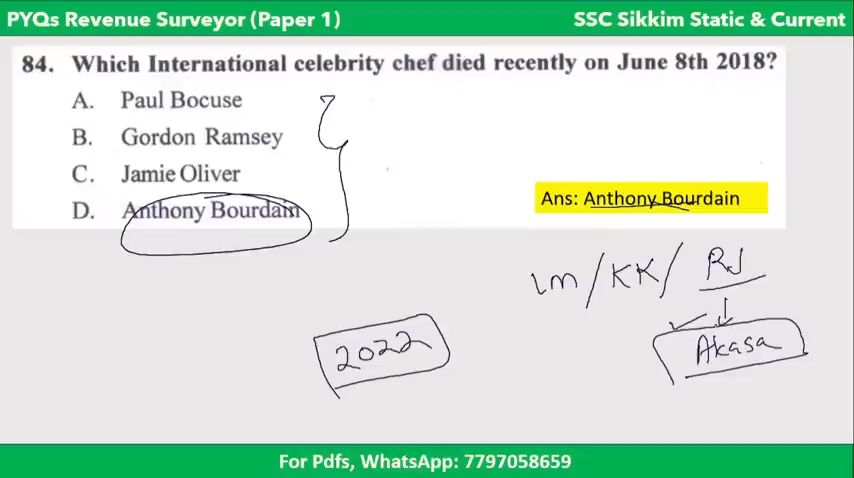 PYQs Revenue Surveyor (Paper 1) SSC Sikkim Static & Current
84. Which International celebrity chef died recently on June 8th 2018?
A. Paul Bocuse
B. Gordon Ramsey
C. Jamie Oliver
D. Anthony Bourdain
Ans: Anthony Bourdain
LM / KK / RJ
2022
Akasa
For Pdfs, WhatsApp: 7797058659